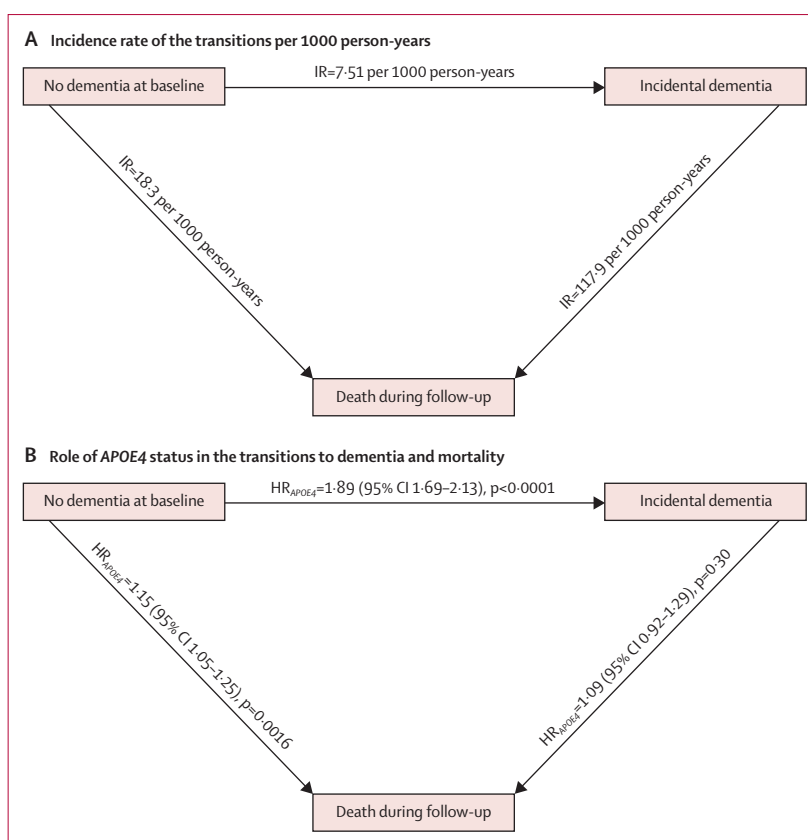 A Incidence rate of the transitions per 1000 person-years
No dementia at baseline
IR=7·51 per 1000 person-years
Incidental dementia
IR=18·3 per 1000 person-years
IR=117·9 per 1000 person-years
Death during follow-up
B Role of APOE4 status in the transitions to dementia and mortality
No dementia at baseline
HRAPOE4=1·89 (95% CI 1·69–2·13), p<0·0001
Incidental dementia
HRAPOE4=1·15 (95% CI 1·05–1·25), p=0·0016
HRAPOE4=1·09 (95% CI 0·92–1·29), p=0·30
Death during follow-up